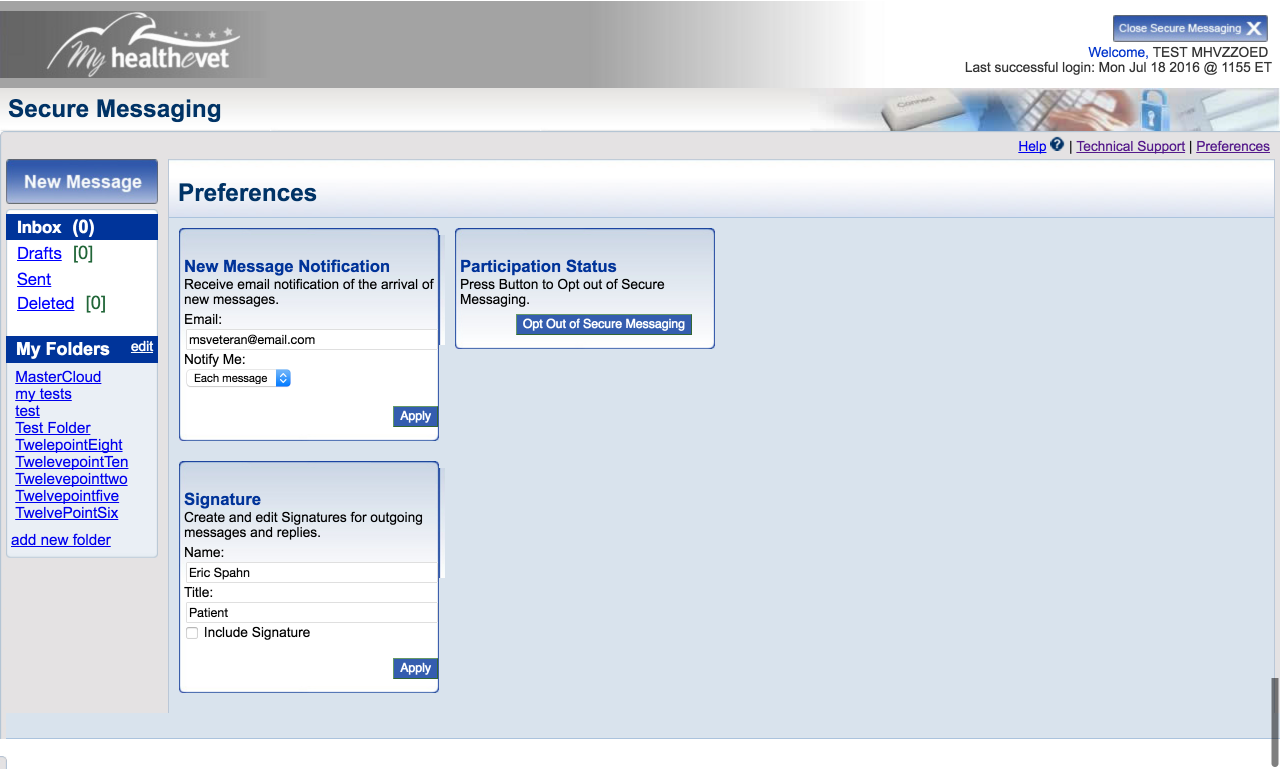 My healthevet
Close Secure Messaging X
Welcome, TEST MHVZZOED
Last successful login: Mon Jul 18 2016 @ 1155 ET
Secure Messaging
Connect
Help ? | Technical Support | Preferences
New Message
Inbox (0)
Drafts [0]
Sent
Deleted [0]
My Folders edit
MasterCloud
my tests
test
Test Folder
TwelepointEight
TwelevepointTen
Twelevepointtwo
Twelvepointfive
TwelvePointSix
add new folder
Preferences
New Message Notification
Receive email notification of the arrival of
new messages.
Email:
msveteran@email.com
Notify Me:
Each message
Apply
Participation Status
Press Button to Opt out of Secure
Messaging.
Opt Out of Secure Messaging
Signature
Create and edit Signatures for outgoing
messages and replies.
Name:
Eric Spahn
Title:
Patient
Include Signature
Apply